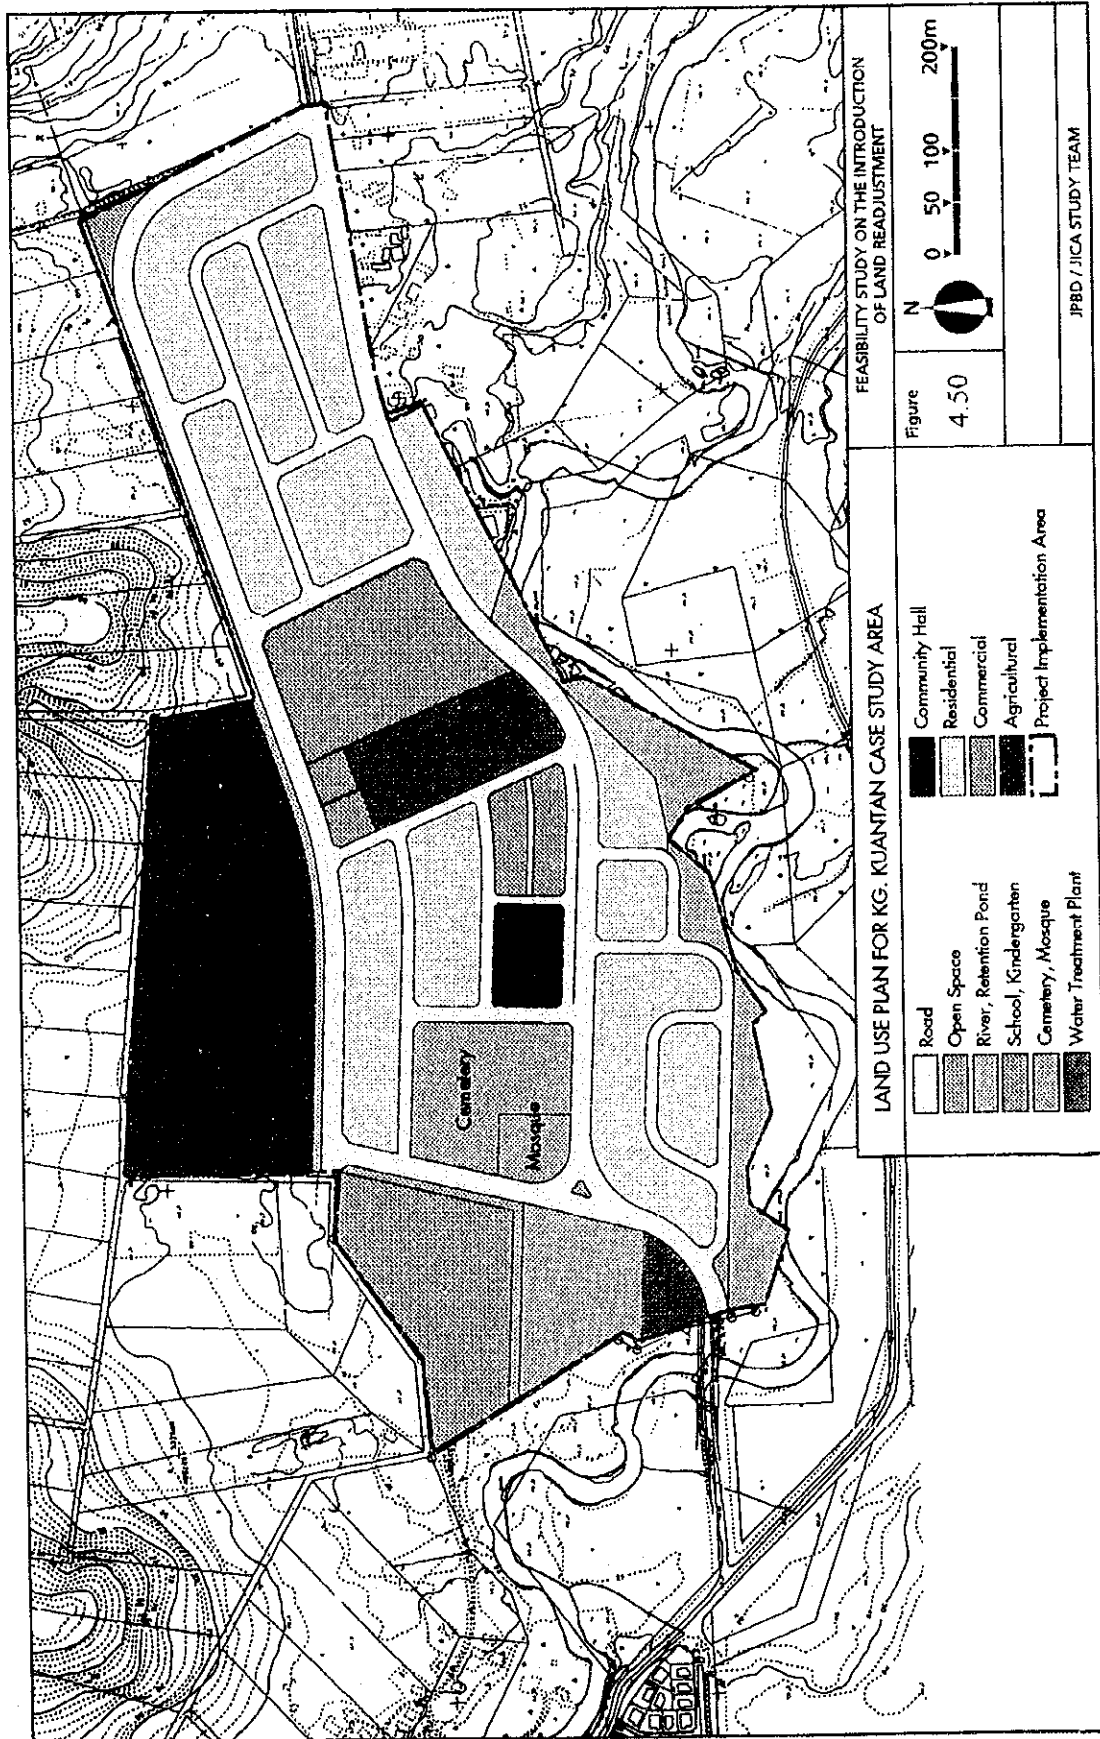 Cemetery
Mosque
LAND USE PLAN FOR KG. KUANTAN CASE STUDY AREA
Road
Open Space
River, Retention Pond
School, Kindergarten
Cemetery, Mosque
Water Treatment Plant
Community Hall
Residential
Commercial
Agricultural
Project Implementation Area
FEASIBILITY STUDY ON THE INTRODUCTION
OF LAND READJUSTMENT
Figure
4.50
N
0 50 100 200m
JPBD / JICA STUDY TEAM